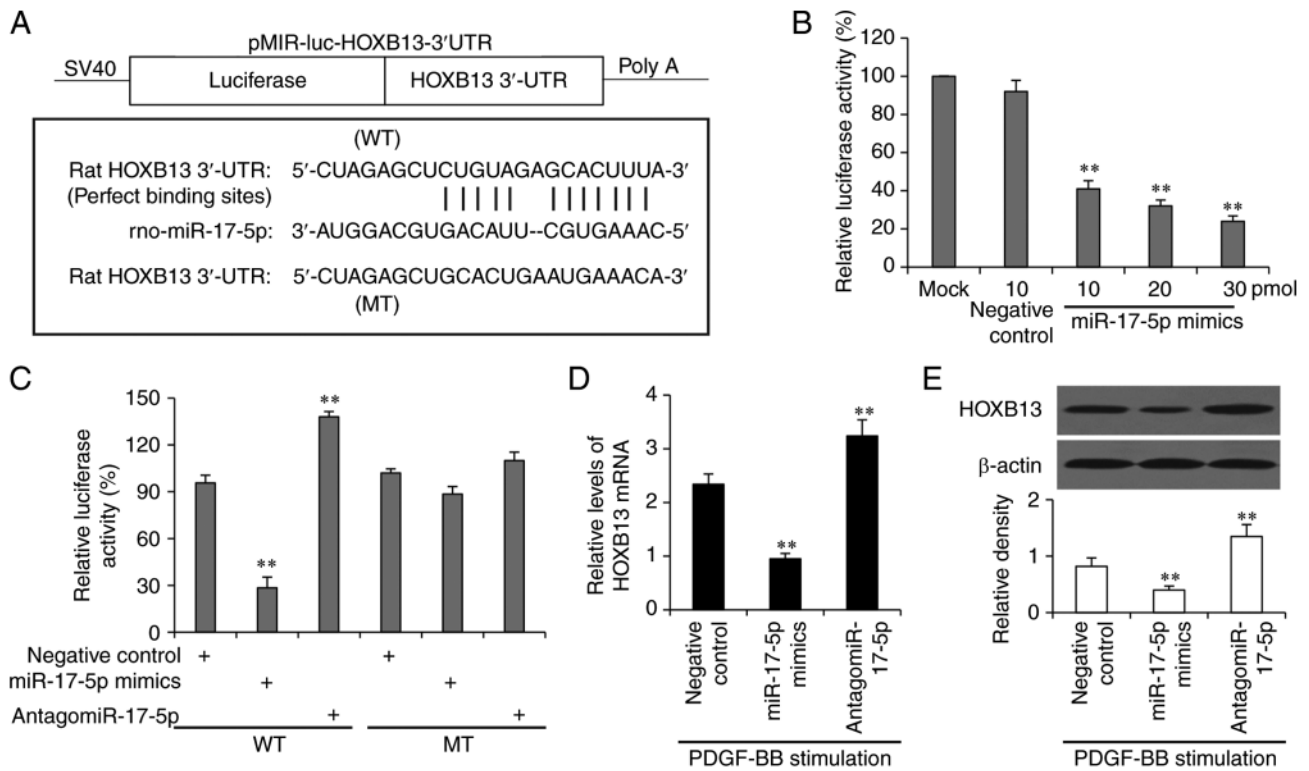 A
pMIR-luc-HOXB13-3'UTR
SV40
Luciferase
HOXB13 3'-UTR
Poly A
(WT)
Rat HOXB13 3'-UTR: 5'-CUAGAGCUCUGUAGAGCACUUUA-3'
(Perfect binding sites)
rno-miR-17-5p: 3'-AUGGACGUGACAUU--CGUGAAAC-5'
Rat HOXB13 3'-UTR: 5'-CUAGAGCUGCACUGAAUGAAACA-3'
(MT)
B
Relative luciferase activity (%)
120
100
80
60
40
20
0
** ** **
Mock 10 10 20 30 pmol
Negative control
miR-17-5p mimics
C
Relative luciferase activity (%)
150
120
90
60
30
0
** **
Negative control + +
miR-17-5p mimics + +
AntagomiR-17-5p + +
WT MT
D
Relative levels of HOXB13 mRNA
4
3
2
1
0
** **
Negative control
miR-17-5p mimics
AntagomiR-17-5p
PDGF-BB stimulation
E
HOXB13
β-actin
Relative density
2
1
0
** **
Negative control
miR-17-5p mimics
AntagomiR-17-5p
PDGF-BB stimulation